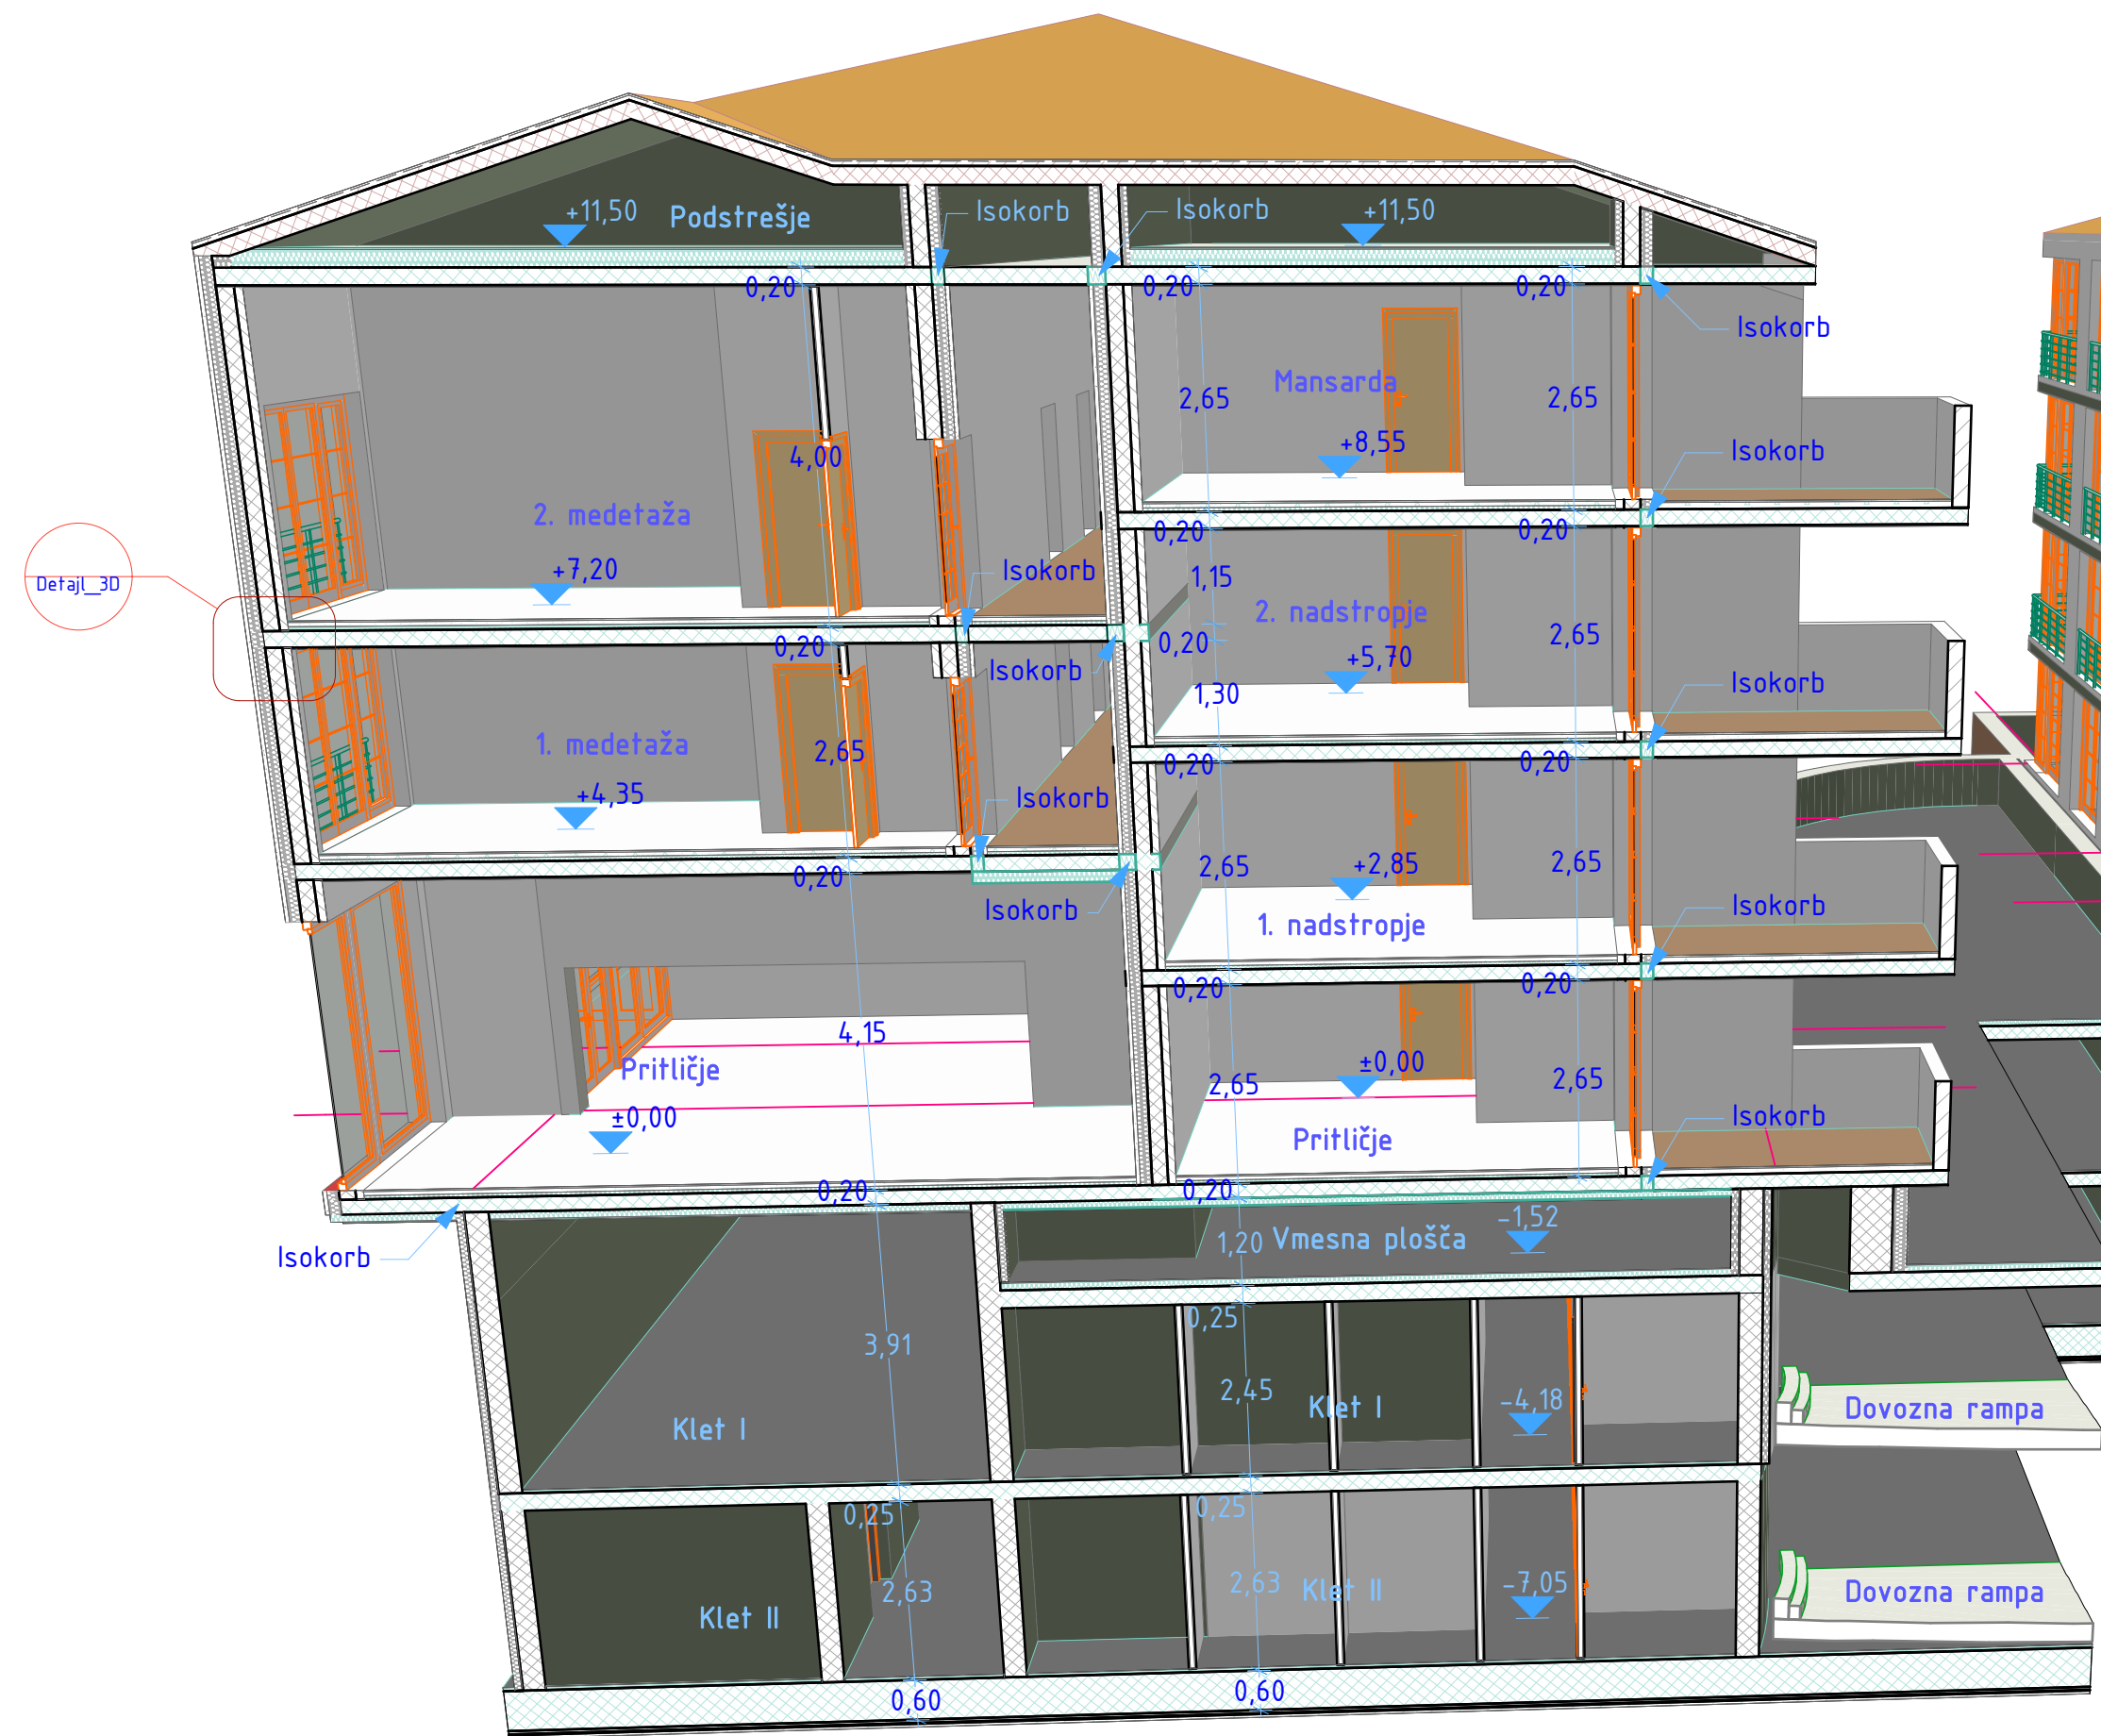 +11,50
Podstrešje
Isokorb
Isokorb
+11,50
0,20
0,20
0,20
Isokorb
Mansarda
2,65
2,65
+8,55
Isokorb
4,00
2. medetaža
+7,20
Detajl_3D
0,20
0,20
Isokorb
1,15
2. nadstropje
2,65
0,20
0,20
Isokorb
+5,70
Isokorb
1,30
1. medetaža
2,65
0,20
0,20
+4,35
Isokorb
0,20
2,65
+2,85
2,65
Isokorb
Isokorb
1. nadstropje
0,20
0,20
4,15
Pritličje
±0,00
2,65
±0,00
2,65
Isokorb
Pritličje
0,20
0,20
Isokorb
1,20
Vmesna plošča
-1,52
3,91
0,25
2,45
Klet I
Klet I
-4,18
Dovozna rampa
0,25
0,25
2,63
2,63
Klet II
Klet II
-7,05
Dovozna rampa
0,60
0,60